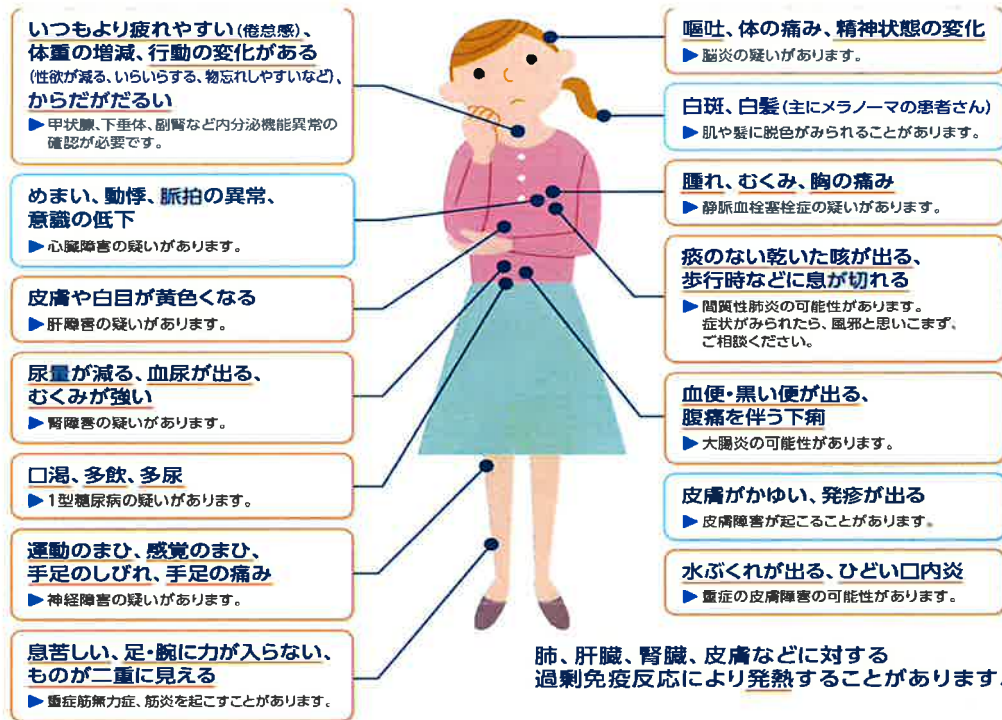 いつもより疲れやすい(倦怠感)、
体重の増減、行動の変化がある
(性欲が減る、いらいらする、物忘れしやすいなど)、
からだがだるい
▶甲状腺、下垂体、副腎など内分泌機能異常の
確認が必要です。
めまい、動悸、脈拍の異常、
意識の低下
▶心臓障害の疑いがあります。
皮膚や白目が黄色くなる
▶肝障害の疑いがあります。
尿量が減る、血尿が出る、
むくみが強い
▶腎障害の疑いがあります。
口渇、多飲、多尿
▶1型糖尿病の疑いがあります。
運動のまひ、感覚のまひ、
手足のしびれ、手足の痛み
▶神経障害の疑いがあります。
息苦しい、足・腕に力が入らない、
ものが二重に見える
▶重症筋無力症、筋炎を起こすことがあります。
嘔吐、体の痛み、精神状態の変化
▶脳炎の疑いがあります。
白斑、白髪(主にメラノーマの患者さん)
▶肌や髪に脱色がみられることがあります。
腫れ、むくみ、胸の痛み
▶静脈血栓塞栓症の疑いがあります。
痰のない乾いた咳が出る、
歩行時などに息が切れる
▶間質性肺炎の可能性があります。
症状がみられたら、風邪と思いこまず、
ご相談ください。
血便・黒い便が出る、
腹痛を伴う下痢
▶大腸炎の可能性があります。
皮膚がかゆい、発疹が出る
▶皮膚障害が起こることがあります。
水ぶくれが出る、ひどい口内炎
▶重症の皮膚障害の可能性があります。
肺、肝臓、腎臓、皮膚などに対する
過剰免疫反応により発熱することがあります。